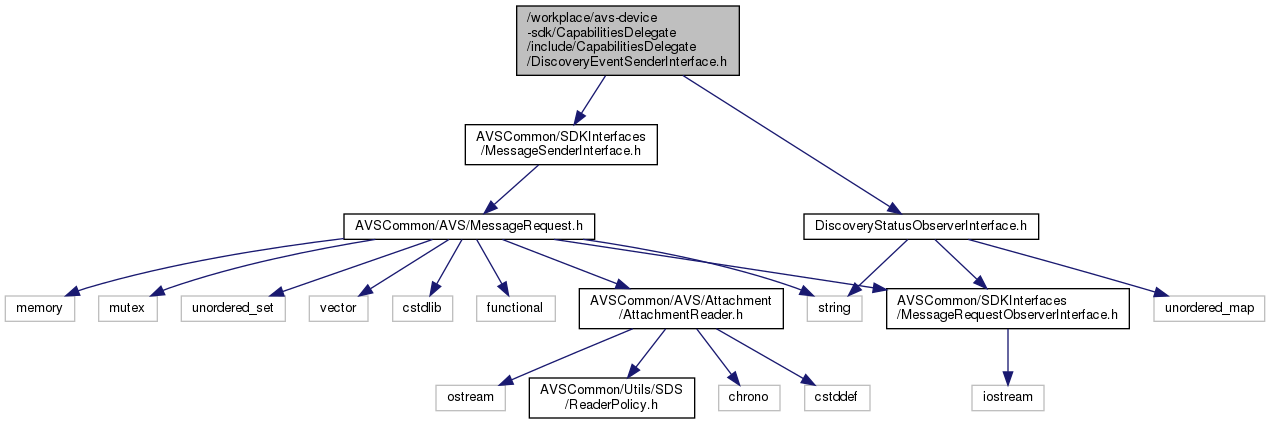 /workplace/avs-device
-sdk/CapabilitiesDelegate
/include/CapabilitiesDelegate
/DiscoveryEventSenderInterface.h
AVSCommon/SDKInterfaces
/MessageSenderInterface.h
AVSCommon/AVS/MessageRequest.h
DiscoveryStatusObserverInterface.h
memory
mutex
unordered_set
vector
cstdlib
functional
AVSCommon/AVS/Attachment
/AttachmentReader.h
string
AVSCommon/SDKInterfaces
/MessageRequestObserverInterface.h
unordered_map
ostream
AVSCommon/Utils/SDS
/ReaderPolicy.h
chrono
cstddef
iostream